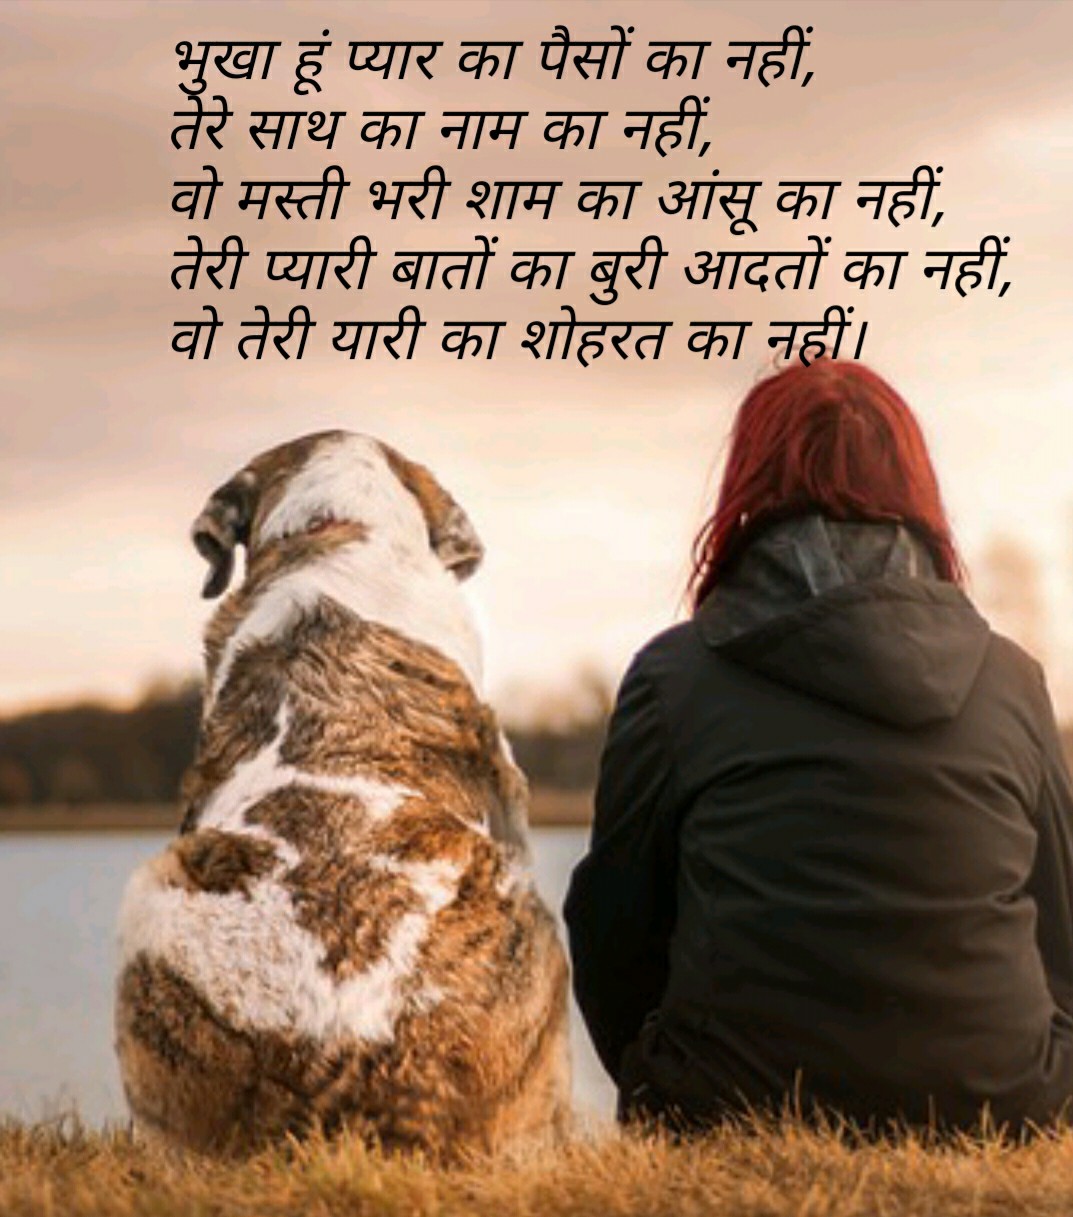 भुखा हूं प्यार का पैसों का नहीं,
तेरे साथ का नाम का नहीं,
वो मस्ती भरी शाम का आंसू का नहीं,
तेरी प्यारी बातों का बुरी आदतों का नहीं,
वो तेरी यारी का शोहरत का नहीं।